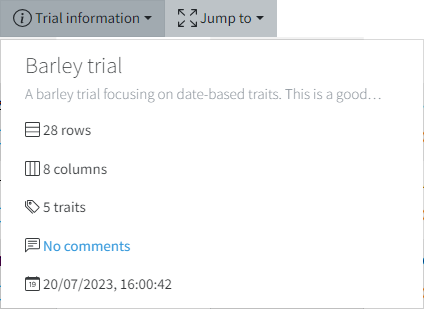 Trial information
Jump to
Barley trial
A barley trial focusing on date-based traits. This is a good…
28 rows
8 columns
5 traits
No comments
19
20/07/2023, 16:00:42